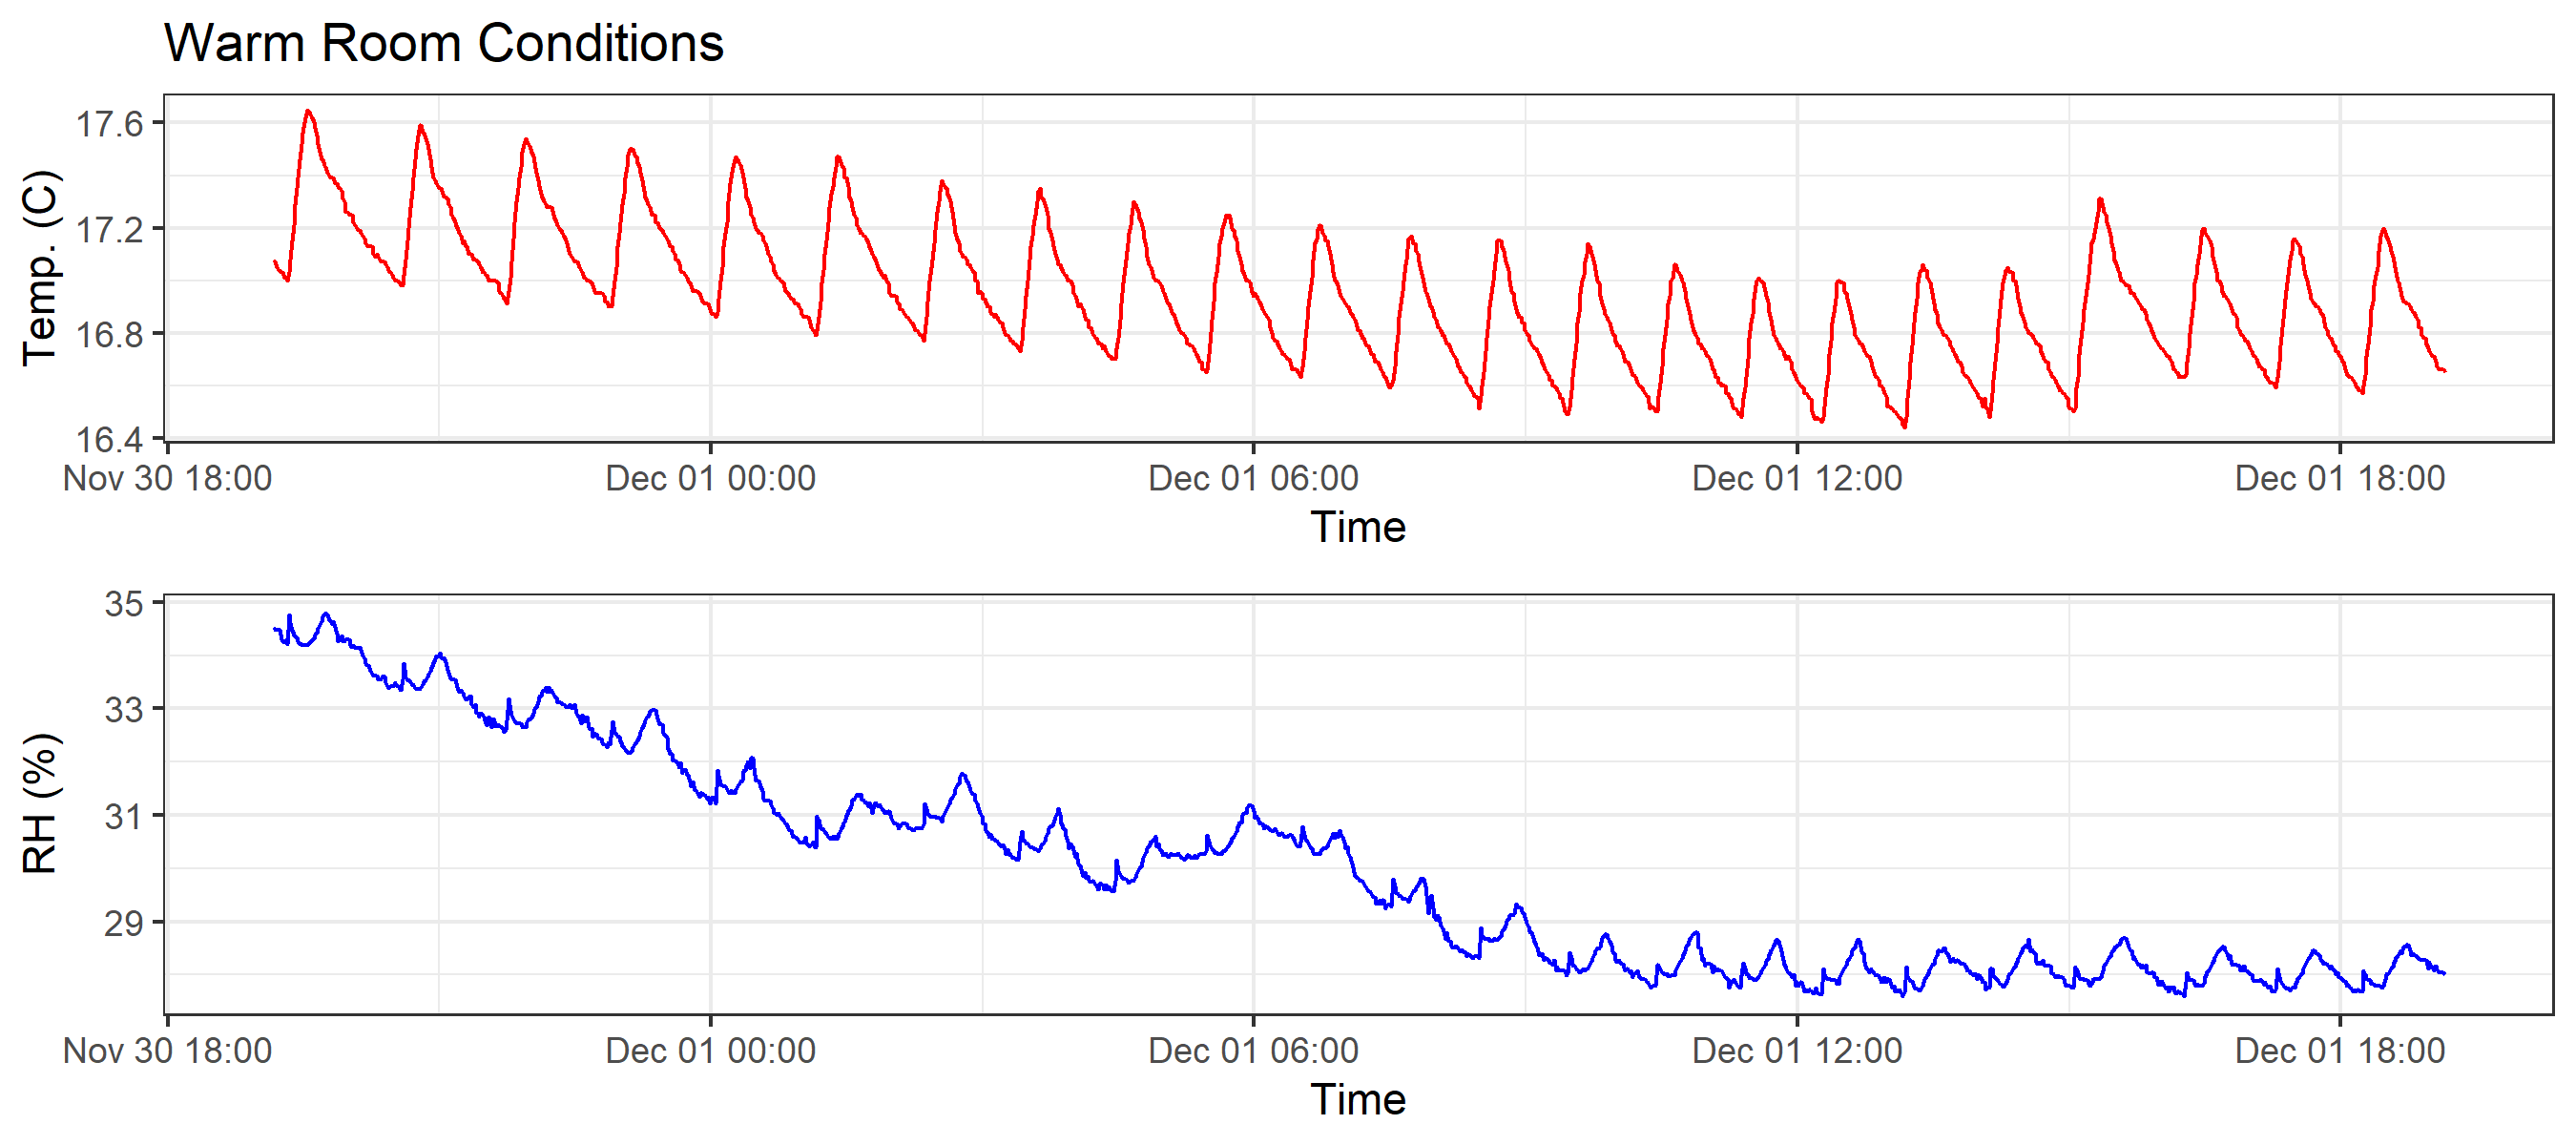 Warm Room Conditions
Temp. (C)
17.6
17.2
16.8
16.4
Nov 30 18:00 Dec 01 00:00 Dec 01 06:00 Dec 01 12:00 Dec 01 18:00
Time
RH (%)
35
33
31
29
Nov 30 18:00 Dec 01 00:00 Dec 01 06:00 Dec 01 12:00 Dec 01 18:00
Time